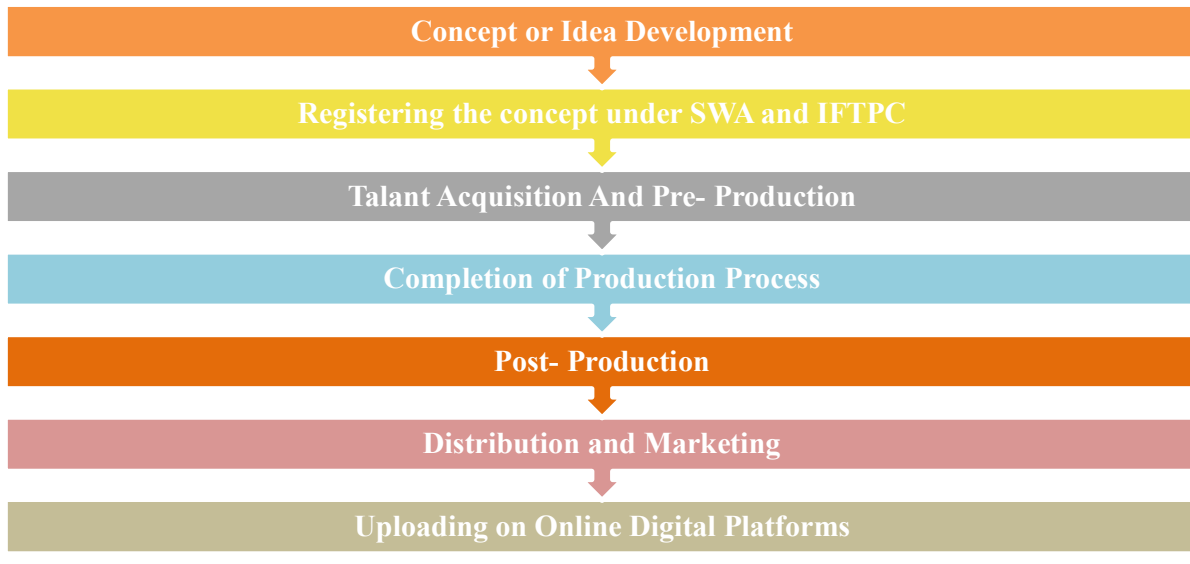 Concept or Idea Development
Registering the concept under SWA and IFTPC
Talant Acquisition And Pre- Production
Completion of Production Process
Post- Production
Distribution and Marketing
Uploading on Online Digital Platforms